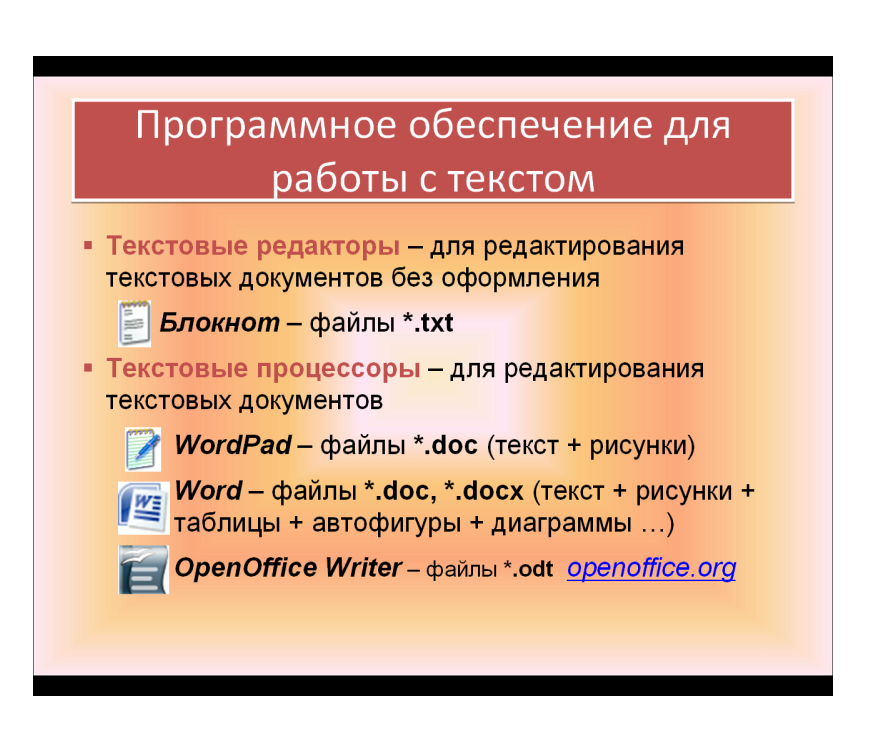 Программное обеспечение для
работы с текстом
▪ Текстовые редакторы – для редактирования
текстовых документов без оформления
Блокнот – файлы *.txt
▪ Текстовые процессоры – для редактирования
текстовых документов
WordPad – файлы *.doc (текст + рисунки)
Word – файлы *.doc, *.docx (текст + рисунки +
таблицы + автофигуры + диаграммы …)
OpenOffice Writer – файлы *.odt openoffice.org